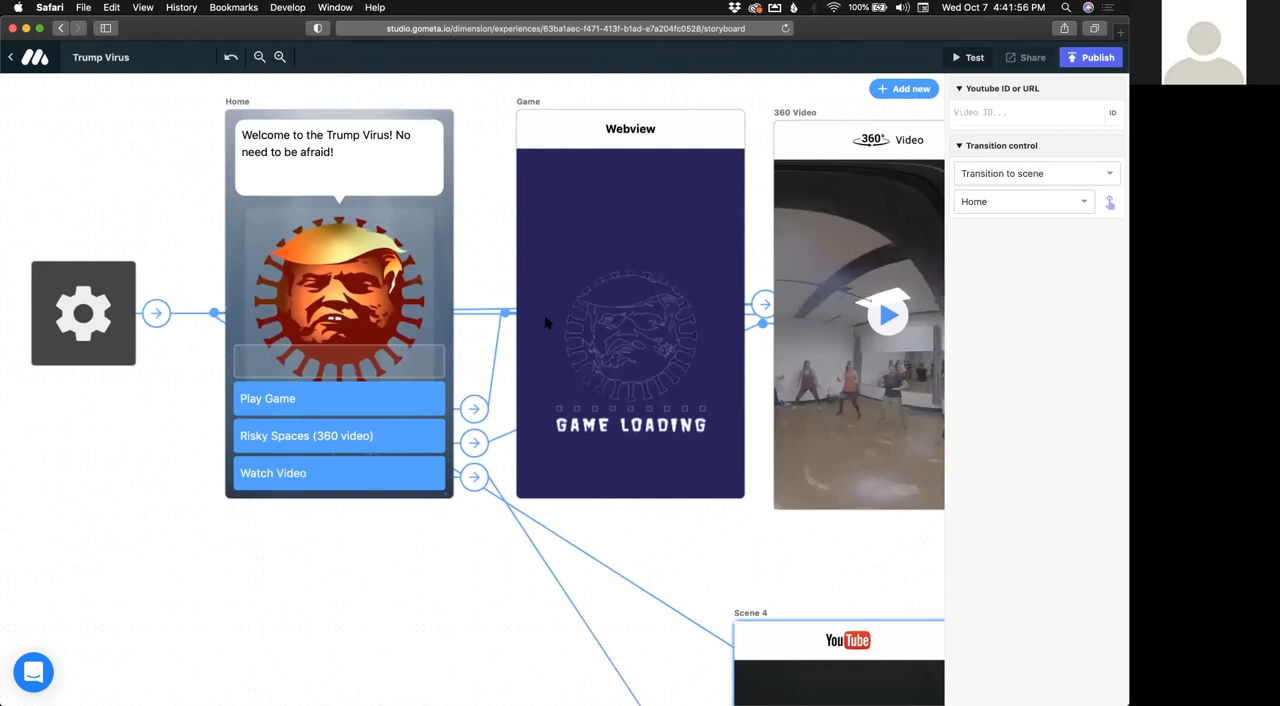 Safari File Edit View History Bookmarks Develop Window Help
100% Wed Oct 7 4:41:56 PM
studio.gometa.io/dimension/experiences/63ba1aec-f471-413f-b1ad-e7a204fc0528/storyboard
Trump Virus
Test Share Publish
Add new
Youtube ID or URL
Video ID... ID
Transition control
Transition to scene
Home
Home
Welcome to the Trump Virus! No
need to be afraid!
Play Game
Risky Spaces (360 video)
Watch Video
Game
Webview
GAME LOADING
360 Video
360° Video
Scene 4
YouTube